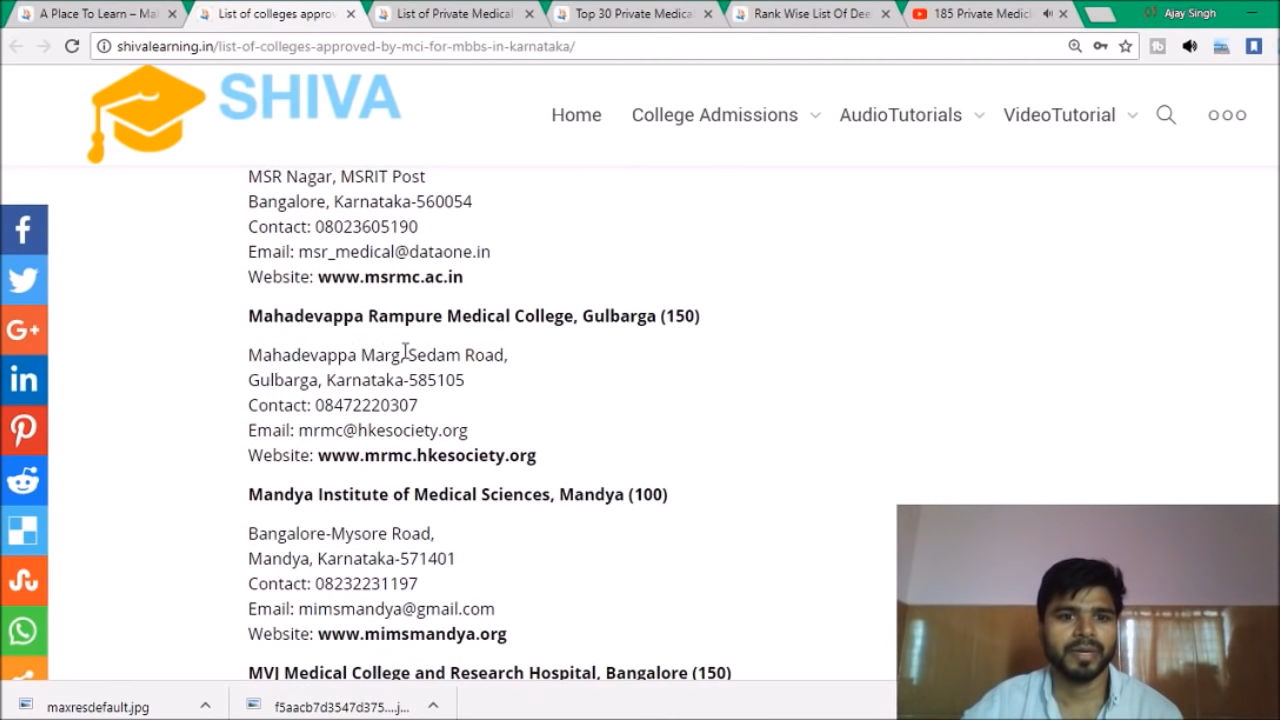 A Place To Learn – Ma
List of colleges appro
List of Private Medical
Top 30 Private Medica
Rank Wise List Of Dee
185 Private Medic
Ajay Singh
shivalearning.in/list-of-colleges-approved-by-mci-for-mbbs-in-karnataka/
SHIVA
Home
College Admissions
AudioTutorials
VideoTutorial
MSR Nagar, MSRIT Post
Bangalore, Karnataka-560054
Contact: 08023605190
Email: msr_medical@dataone.in
Website: www.msrmc.ac.in
Mahadevappa Rampure Medical College, Gulbarga (150)
Mahadevappa Marg, Sedam Road,
Gulbarga, Karnataka-585105
Contact: 08472220307
Email: mrmc@hkesociety.org
Website: www.mrmc.hkesociety.org
Mandya Institute of Medical Sciences, Mandya (100)
Bangalore-Mysore Road,
Mandya, Karnataka-571401
Contact: 08232231197
Email: mimsmandya@gmail.com
Website: www.mimsmandya.org
MVJ Medical College and Research Hospital, Bangalore (150)
maxresdefault.jpg
f5aacb7d3547d375....j...